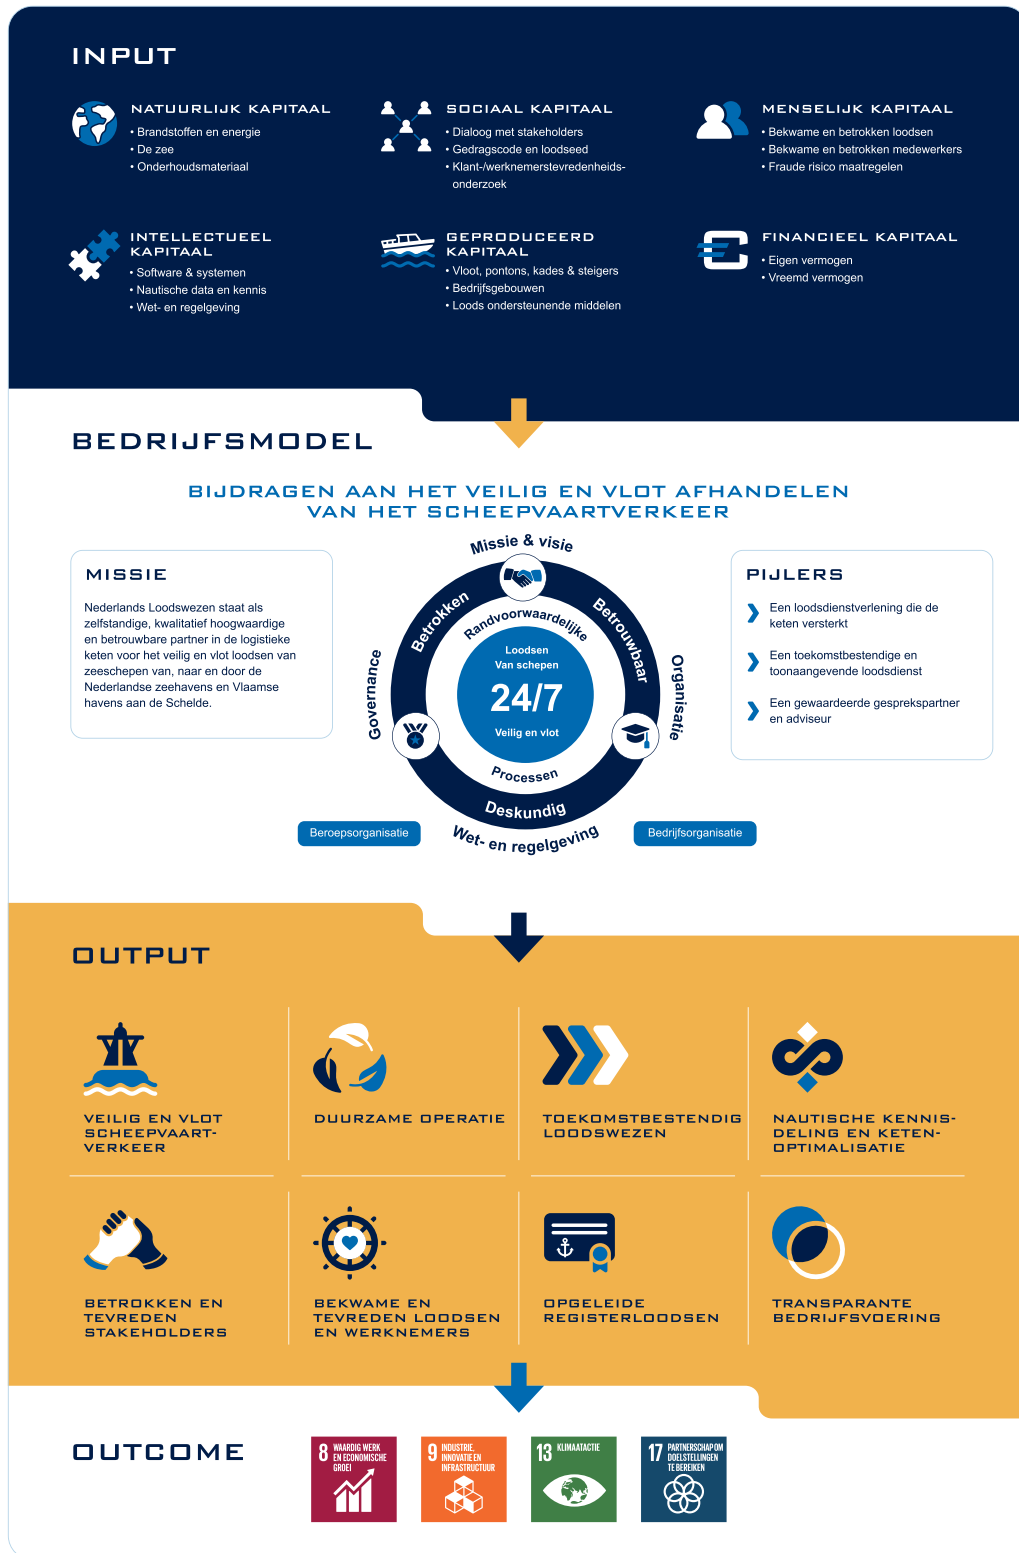 INPUT
NATUURLIJK KAPITAAL
• Brandstoffen en energie
• De zee
• Onderhoudsmateriaal
SOCIAAL KAPITAAL
• Dialoog met stakeholders
• Gedragscode en loodseed
• Klant-/werknemerstevredenheids-
onderzoek
MENSELIJK KAPITAAL
• Bekwame en betrokken loodsen
• Bekwame en betrokken medewerkers
• Fraude risico maatregelen
INTELLECTUEEL
KAPITAAL
• Software & systemen
• Nautische data en kennis
• Wet- en regelgeving
GEPRODUCEERD
KAPITAAL
• Vloot, pontons, kades & steigers
• Bedrijfsgebouwen
• Loods ondersteunende middelen
FINANCIEEL KAPITAAL
• Eigen vermogen
• Vreemd vermogen
BEDRIJFSMODEL
BIJDRAGEN AAN HET VEILIG EN VLOT AFHANDELEN
VAN HET SCHEEPVAARTVERKEER
MISSIE
Nederlands Loodswezen staat als
zelfstandige, kwalitatief hoogwaardige
en betrouwbare partner in de logistieke
keten voor het veilig en vlot loodsen van
zeeschepen van, naar en door de
Nederlandse zeehavens en Vlaamse
havens aan de Schelde.
Missie & visie
Governance
Organisatie
Wet- en regelgeving
Betrokken
Betrouwbaar
Deskundig
Randvoorwaardelijke
Processen
Loodsen
Van schepen
24/7
Veilig en vlot
Beroepsorganisatie
Bedrijfsorganisatie
PIJLERS
Een loodsdienstverlening die de
keten versterkt
Een toekomstbestendige en
toonaangevende loodsdienst
Een gewaardeerde gesprekspartner
en adviseur
OUTPUT
VEILIG EN VLOT
SCHEEPVAART-
VERKEER
DUURZAME OPERATIE
TOEKOMSTBESTENDIG
LOODSWEZEN
NAUTISCHE KENNIS-
DELING EN KETEN-
OPTIMALISATIE
BETROKKEN EN
TEVREDEN
STAKEHOLDERS
BEKWAME EN
TEVREDEN LOODSEN
EN WERKNEMERS
OPGELEIDE
REGISTERLOODSEN
TRANSPARANTE
BEDRIJFSVOERING
OUTCOME
8 WAARDIG WERK
EN ECONOMISCHE
GROEI
9 INDUSTRIE,
INNOVATIE EN
INFRASTRUCTUUR
13 KLIMAATACTIE
17 PARTNERSCHAP OM
DOELSTELLINGEN
TE BEREIKEN